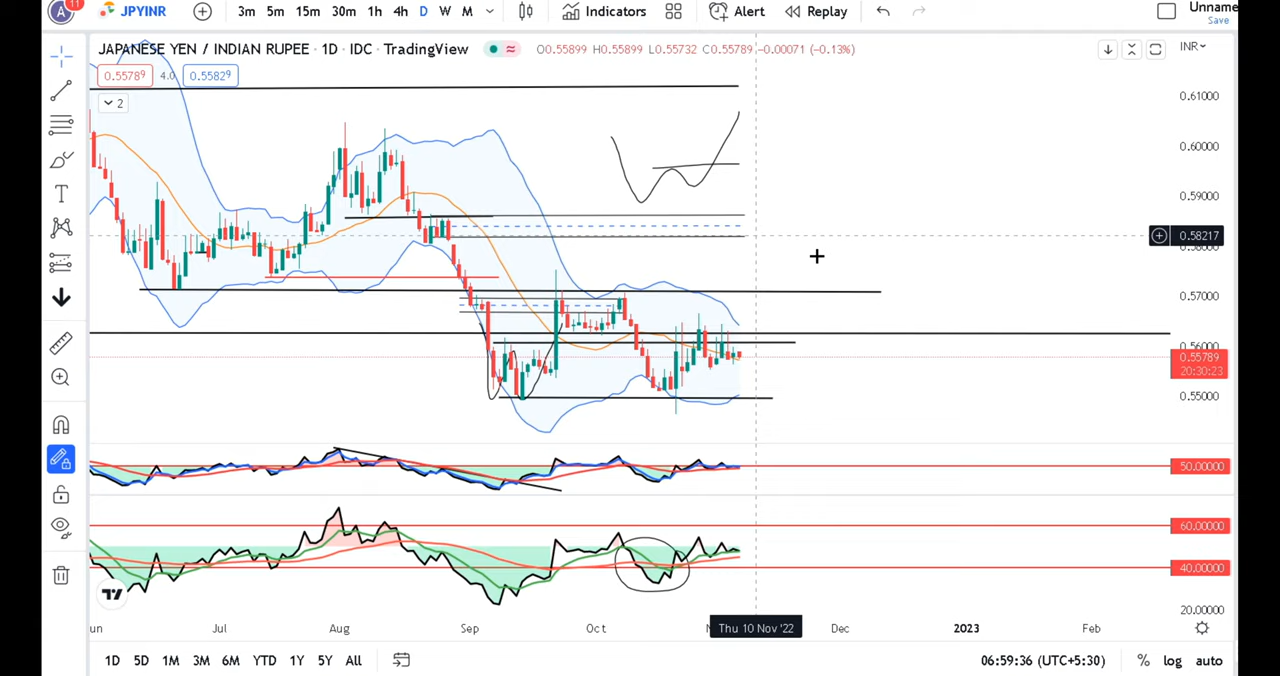 A 11 JPYINR 3m 5m 15m 30m 1h 4h D W M Indicators Alert Replay Unname
Save
JAPANESE YEN / INDIAN RUPEE · 1D · IDC · TradingView O0.55899 H0.55899 L0.55732 C0.55789 −0.00071 (−0.13%) INR
0.55789 4.0 0.55829
2
0.61000
0.60000
0.59000
0.58217
0.57000
0.55789
20:30:23
0.55000
50.00000
60.00000
40.00000
20.00000
Jul Aug Sep Oct Thu 10 Nov '22 Dec 2023 Feb
1D 5D 1M 3M 6M YTD 1Y 5Y All 06:59:36 (UTC+5:30) % log auto